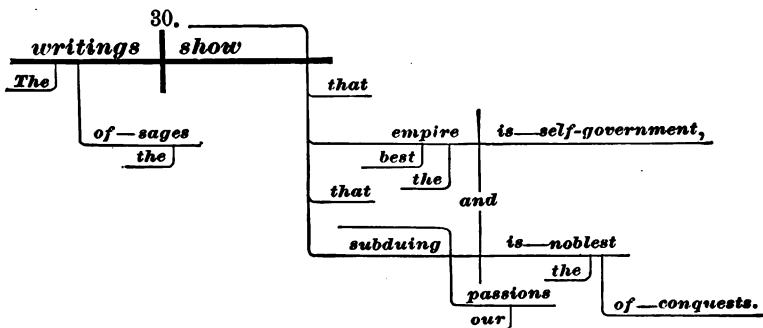 30.
writings show
The
that
of—sages
the
empire is—self-government,
best
the
that
and
subduing is—noblest
the
passions
of—conquests.
our